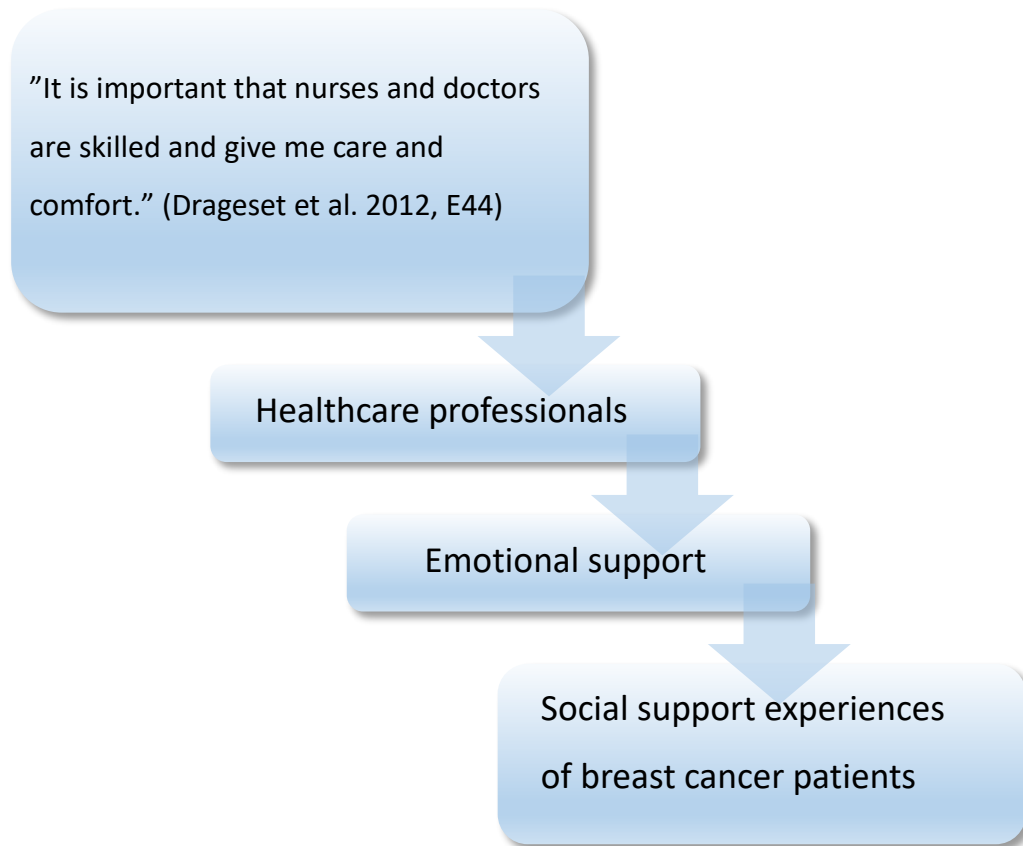 ”It is important that nurses and doctors
are skilled and give me care and
comfort.” (Drageset et al. 2012, E44)
Healthcare professionals
Emotional support
Social support experiences
of breast cancer patients